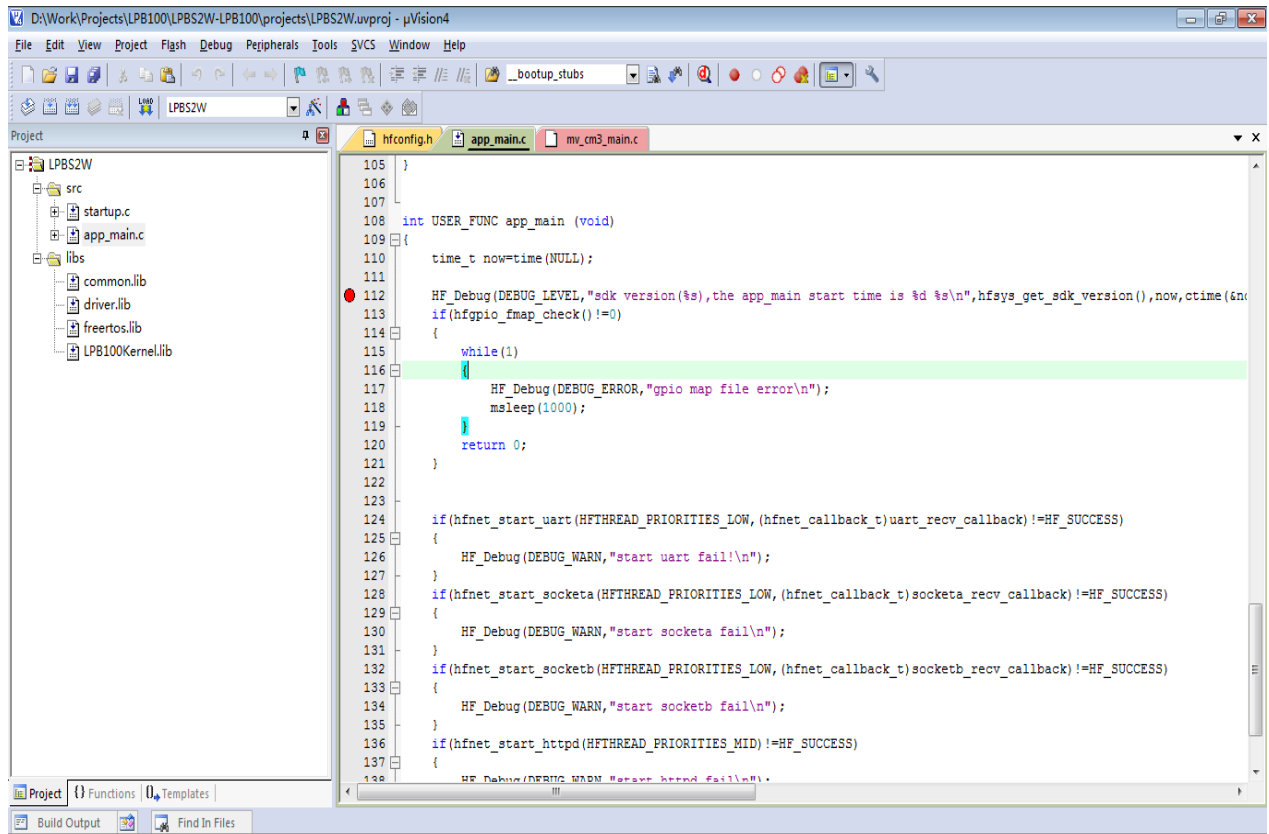 D:\Work\Projects\LPB100\LPBS2W-LPB100\projects\LPBS2W.uvproj - µVision4
File Edit View Project Flash Debug Peripherals Tools SVCS Window Help
__bootup_stubs
LOAD LPBS2W
Project
hfconfig.h app_main.c mv_cm3_main.c
LPBS2W
src
startup.c
app_main.c
libs
common.lib
driver.lib
freertos.lib
LPB100Kernel.lib
105 }
106
107
108 int USER_FUNC app_main (void)
109 {
110 time_t now=time(NULL);
111
112 HF_Debug(DEBUG_LEVEL,"sdk version(%s),the app_main start time is %d %s\n",hfsys_get_sdk_version(),now,ctime(&no
113 if(hfgpio_fmap_check()!=0)
114 {
115 while(1)
116 {
117 HF_Debug(DEBUG_ERROR,"gpio map file error\n");
118 msleep(1000);
119 }
120 return 0;
121 }
122
123
124 if(hfnet_start_uart(HFTHREAD_PRIORITIES_LOW,(hfnet_callback_t)uart_recv_callback)!=HF_SUCCESS)
125 {
126 HF_Debug(DEBUG_WARN,"start uart fail!\n");
127 }
128 if(hfnet_start_socketa(HFTHREAD_PRIORITIES_LOW,(hfnet_callback_t)socketa_recv_callback)!=HF_SUCCESS)
129 {
130 HF_Debug(DEBUG_WARN,"start socketa fail\n");
131 }
132 if(hfnet_start_socketb(HFTHREAD_PRIORITIES_LOW,(hfnet_callback_t)socketb_recv_callback)!=HF_SUCCESS)
133 {
134 HF_Debug(DEBUG_WARN,"start socketb fail\n");
135 }
136 if(hfnet_start_httpd(HFTHREAD_PRIORITIES_MID)!=HF_SUCCESS)
137 {
138 HF_Debug(DEBUG_WARN,"start httpd fail\n");
Project {} Functions Templates
Build Output Find In Files